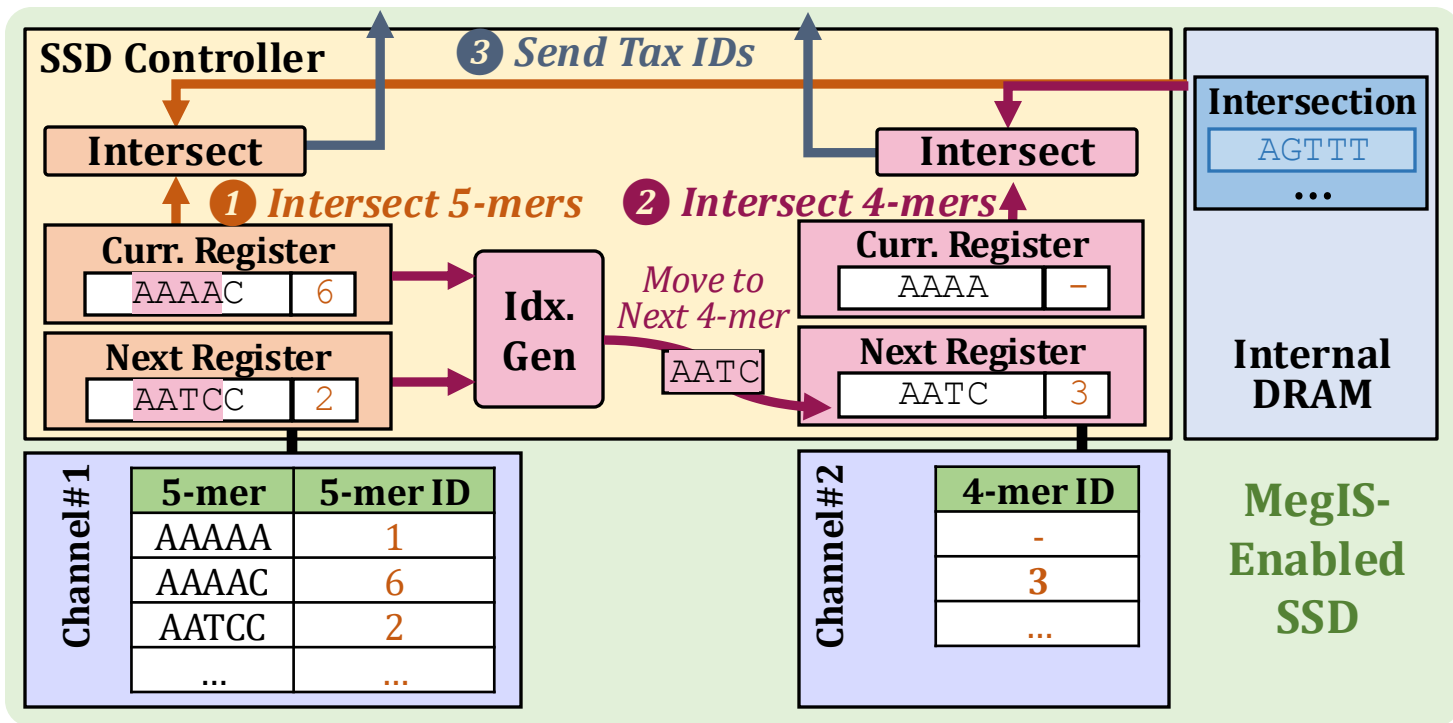 SSD Controller
3 Send Tax IDs
Intersect
Intersect
Intersection
AGTTT
...
1 Intersect 5-mers
2 Intersect 4-mers
Curr. Register
AAAAC 6
Next Register
AATCC 2
Idx.
Gen
Move to
Next 4-mer
AATC
Curr. Register
AAAA -
Next Register
AATC 3
Internal
DRAM
Channel#1
5-mer 5-mer ID
AAAAA 1
AAAAC 6
AATCC 2
... ...
Channel#2
4-mer ID
-
3
...
MegIS-
Enabled
SSD